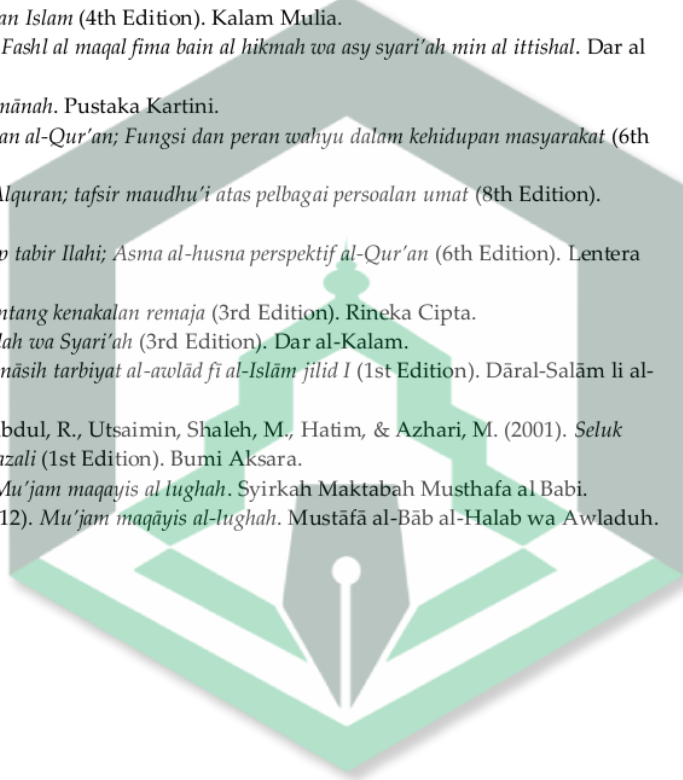 an Islam (4th Edition). Kalam Mulia.
Fashl al maqal fima bain al hikmah wa asy syari'ah min al ittishal. Dar al
mānah. Pustaka Kartini.
an al-Qur'an; Fungsi dan peran wahyu dalam kehidupan masyarakat (6th
Alquran; tafsir maudhu'i atas pelbagai persoalan umat (8th Edition).
p tabir Ilahi; Asma al-husna perspektif al-Qur'an (6th Edition). Lentera
ntang kenakalan remaja (3rd Edition). Rineka Cipta.
dah wa Syari'ah (3rd Edition). Dar al-Kalam.
nāsih tarbiyat al-awlād fī al-Islām jilid I (1st Edition). Dāral-Salām li al-
bdul, R., Utsaimin, Shaleh, M., Hatim, & Azhari, M. (2001). Seluk
azali (1st Edition). Bumi Aksara.
Mu'jam maqayis al lughah. Syirkah Maktabah Musthafa al Babi.
12). Mu'jam maqāyis al-lughah. Mustāfā al-Bāb al-Halab wa Awladuh.